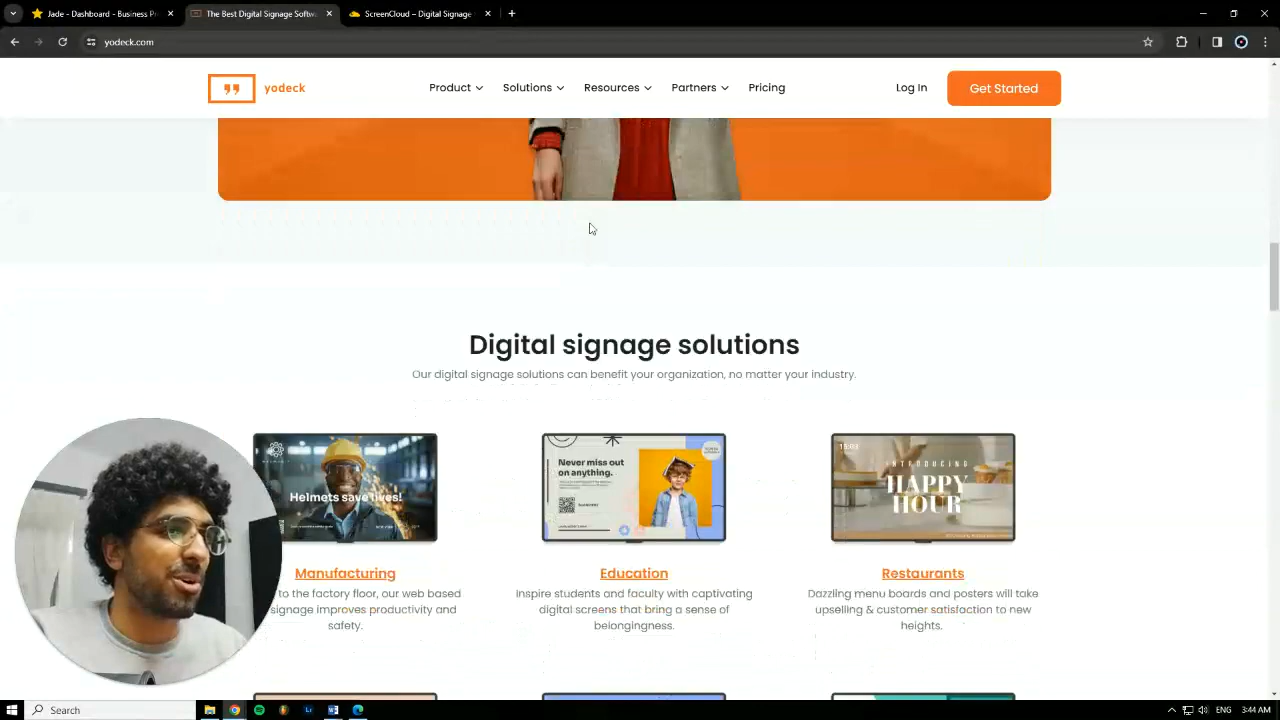 Jade - Business Pr
The Best Digital Signage Softw
ScreenCloud – Digital Signage
yodeck.com
yodeck
Product
Solutions
Resources
Partners
Pricing
Log In
Get Started
Digital signage solutions
Our digital signage solutions can benefit your organization, no matter your industry.
Helmets save lives!
Never miss out
on anything.
15:03
INTRODUCING
HAPPY
HOUR
Manufacturing
to the factory floor, our web based
signage improves productivity and
safety.
Education
Inspire students and faculty with captivating
digital screens that bring a sense of
belongingness.
Restaurants
Dazzling menu boards and posters will take
upselling & customer satisfaction to new
heights.
Search
ENG
3:44 AM